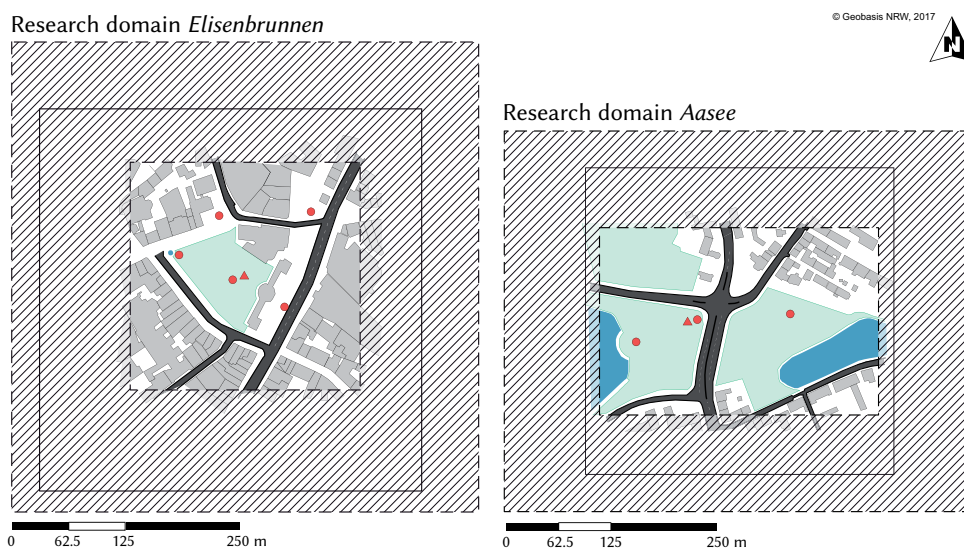 © Geobasis NRW, 2017
N
Research domain Elisenbrunnen
Research domain Aasee
0 62.5 125 250 m
0 62.5 125 250 m